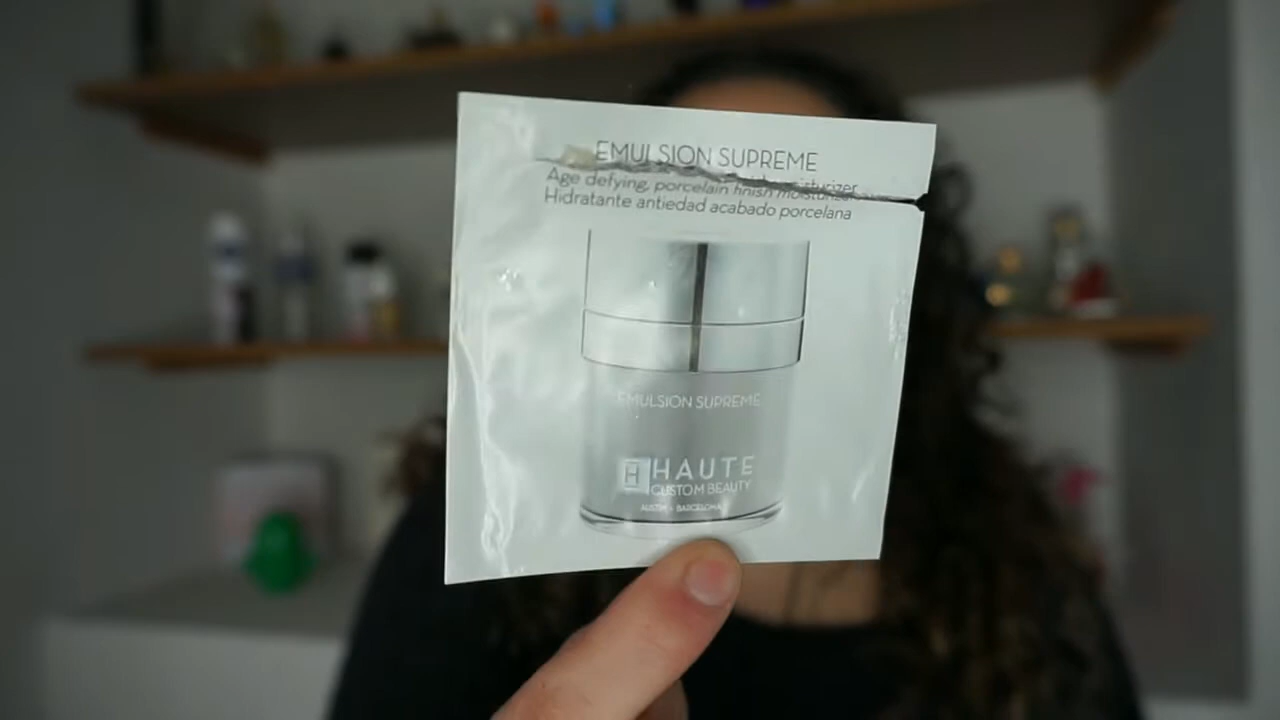 EMULSION SUPREME
Age defying, porcelain finish moisturizer
Hidratante antiedad acabado porcelana
EMULSION SUPREME
H HAUTE
CUSTOM BEAUTY
AUSTIN • BARCELONA